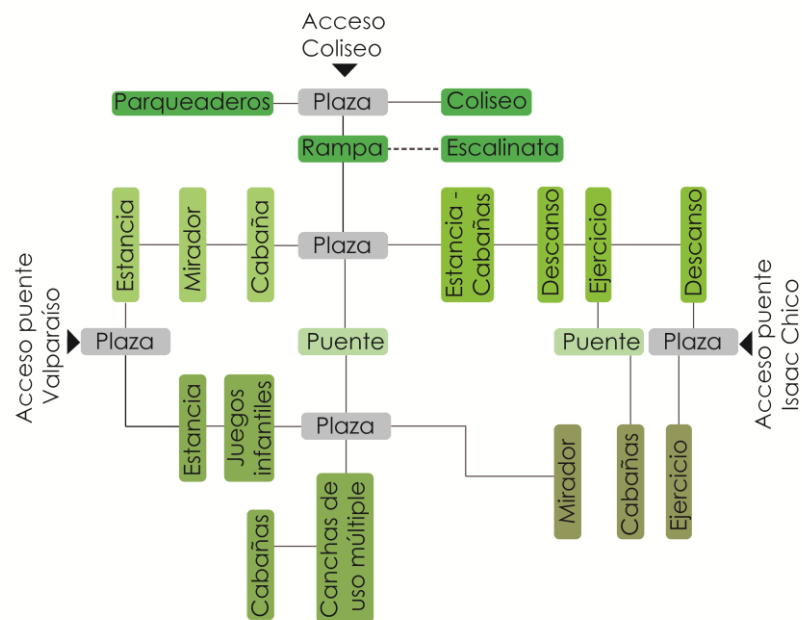 Acceso
Coliseo
Parqueaderos
Plaza
Coliseo
Rampa
Escalinata
Estancia
Mirador
Cabaña
Plaza
Estancia -
Cabañas
Descanso
Ejercicio
Descanso
Acceso puente
Valparaíso
Plaza
Puente
Puente
Plaza
Acceso puente
Isaac Chico
Estancia
Juegos
infantiles
Plaza
Mirador
Cabañas
Ejercicio
Cabañas
Canchas de
uso múltiple